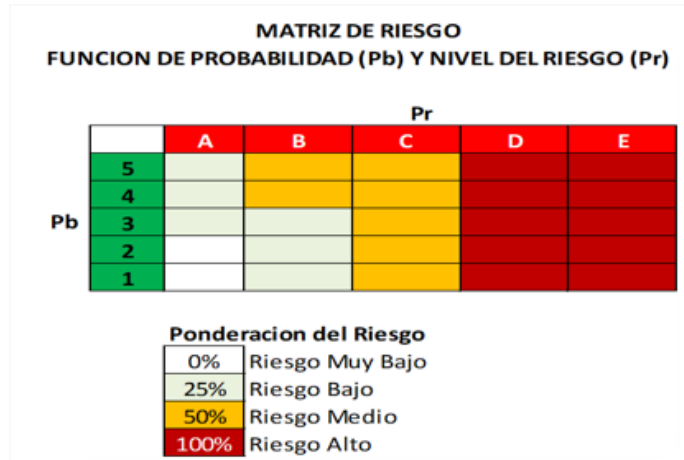 MATRIZ DE RIESGO
FUNCION DE PROBABILIDAD (Pb) Y NIVEL DEL RIESGO (Pr)
Pr
A B C D E
5
4
Pb 3
2
1
Ponderacion del Riesgo
0% Riesgo Muy Bajo
25% Riesgo Bajo
50% Riesgo Medio
100% Riesgo Alto